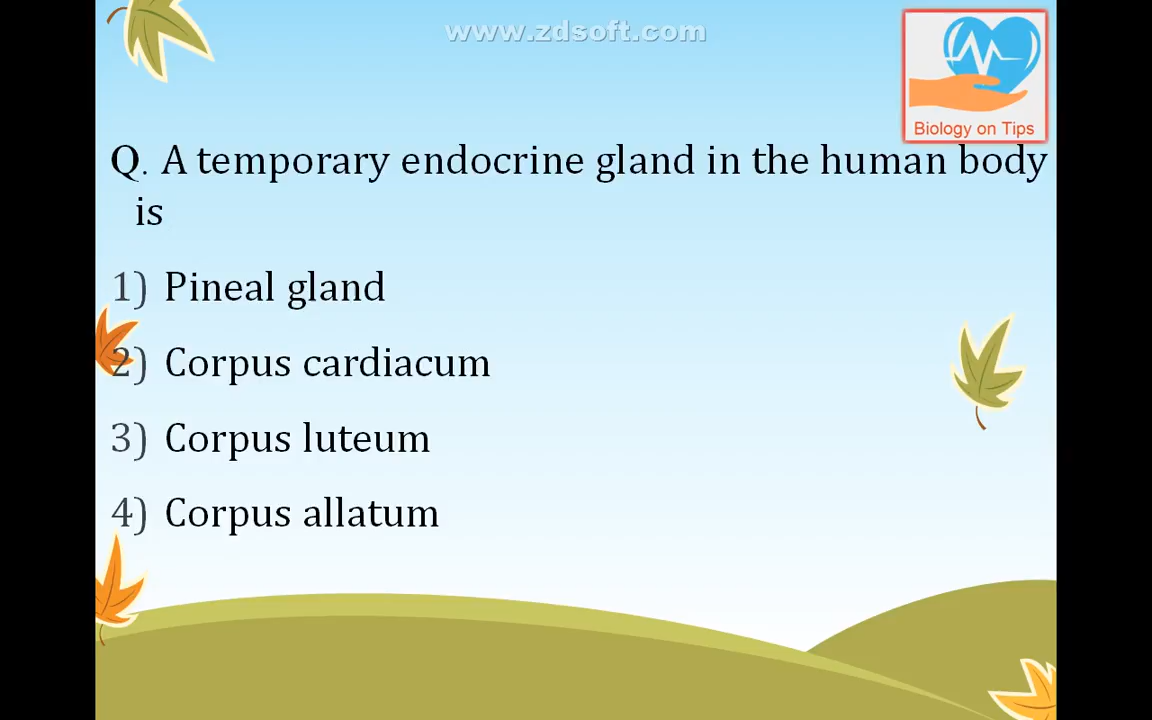 www.zdsoft.com
Biology on Tips
Q. A temporary endocrine gland in the human body
is
1) Pineal gland
2) Corpus cardiacum
3) Corpus luteum
4) Corpus allatum